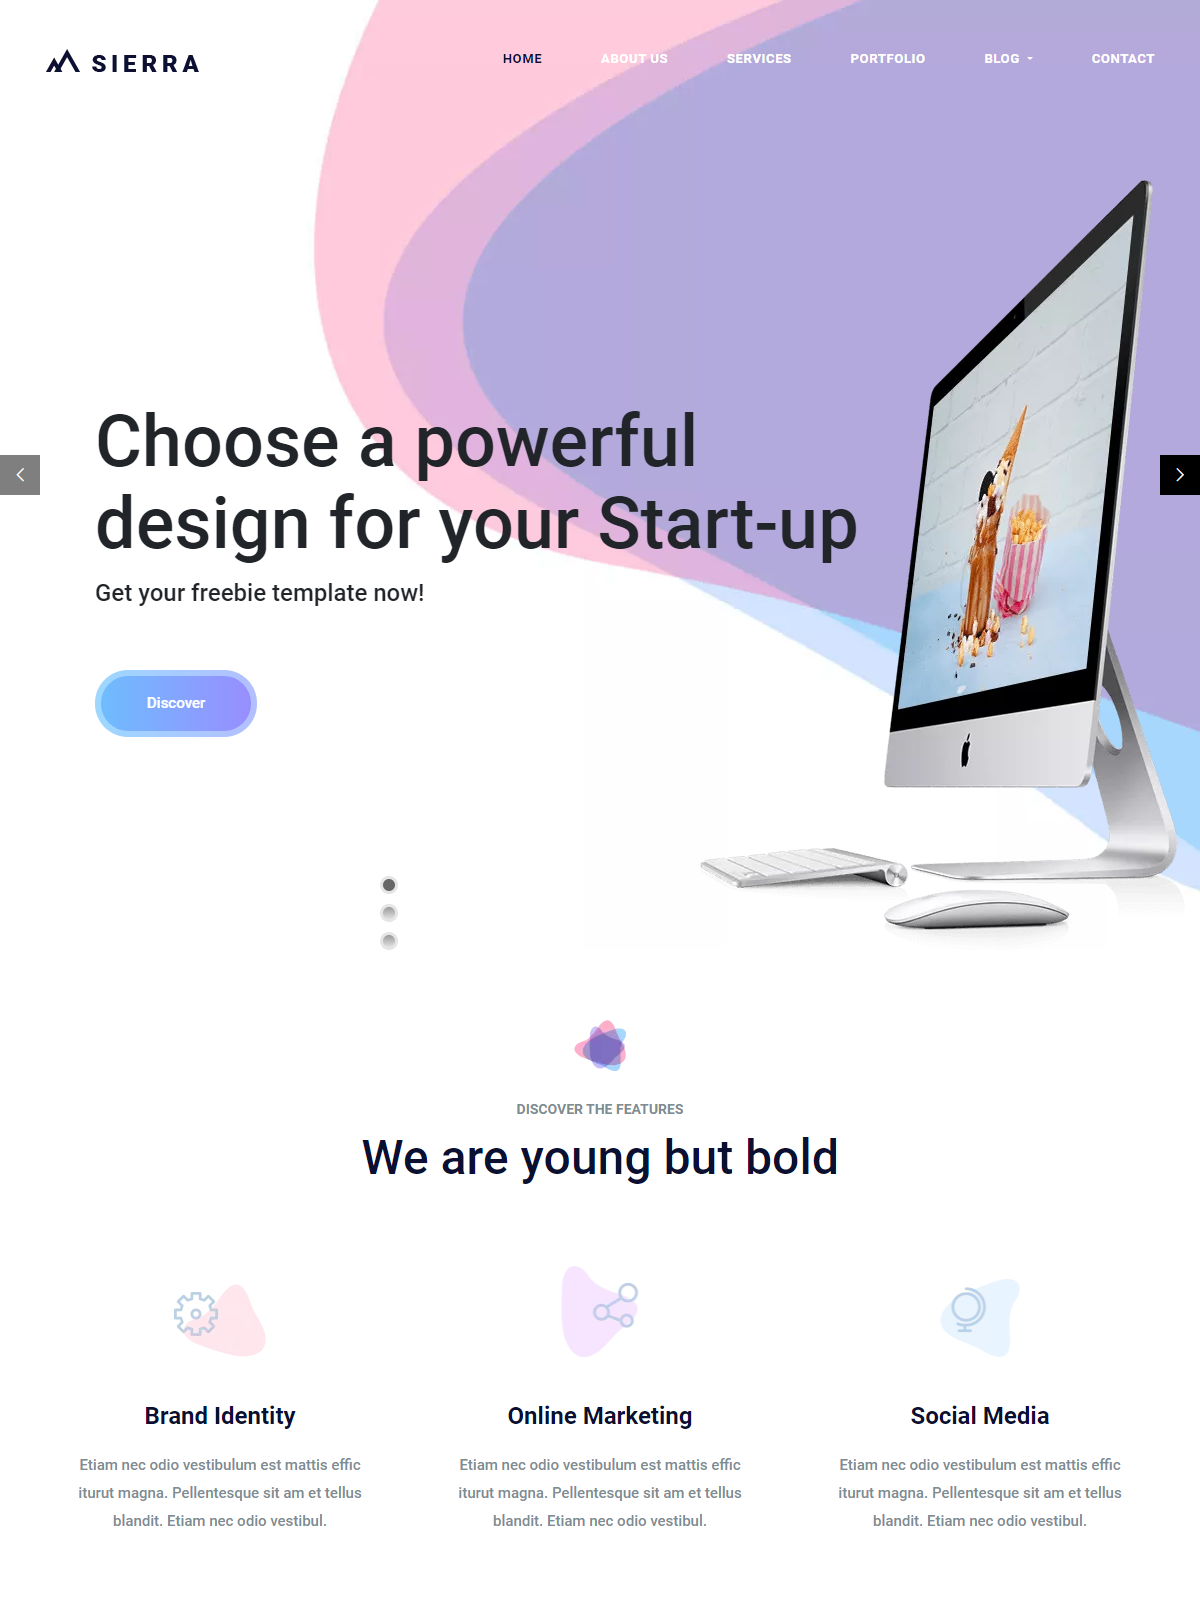 SIERRA
HOME ABOUT US SERVICES PORTFOLIO BLOG CONTACT
Choose a powerful
design for your Start-up
Get your freebie template now!
Discover
DISCOVER THE FEATURES
We are young but bold
Brand Identity
Etiam nec odio vestibulum est mattis effic
iturut magna. Pellentesque sit am et tellus
blandit. Etiam nec odio vestibul.
Online Marketing
Etiam nec odio vestibulum est mattis effic
iturut magna. Pellentesque sit am et tellus
blandit. Etiam nec odio vestibul.
Social Media
Etiam nec odio vestibulum est mattis effic
iturut magna. Pellentesque sit am et tellus
blandit. Etiam nec odio vestibul.